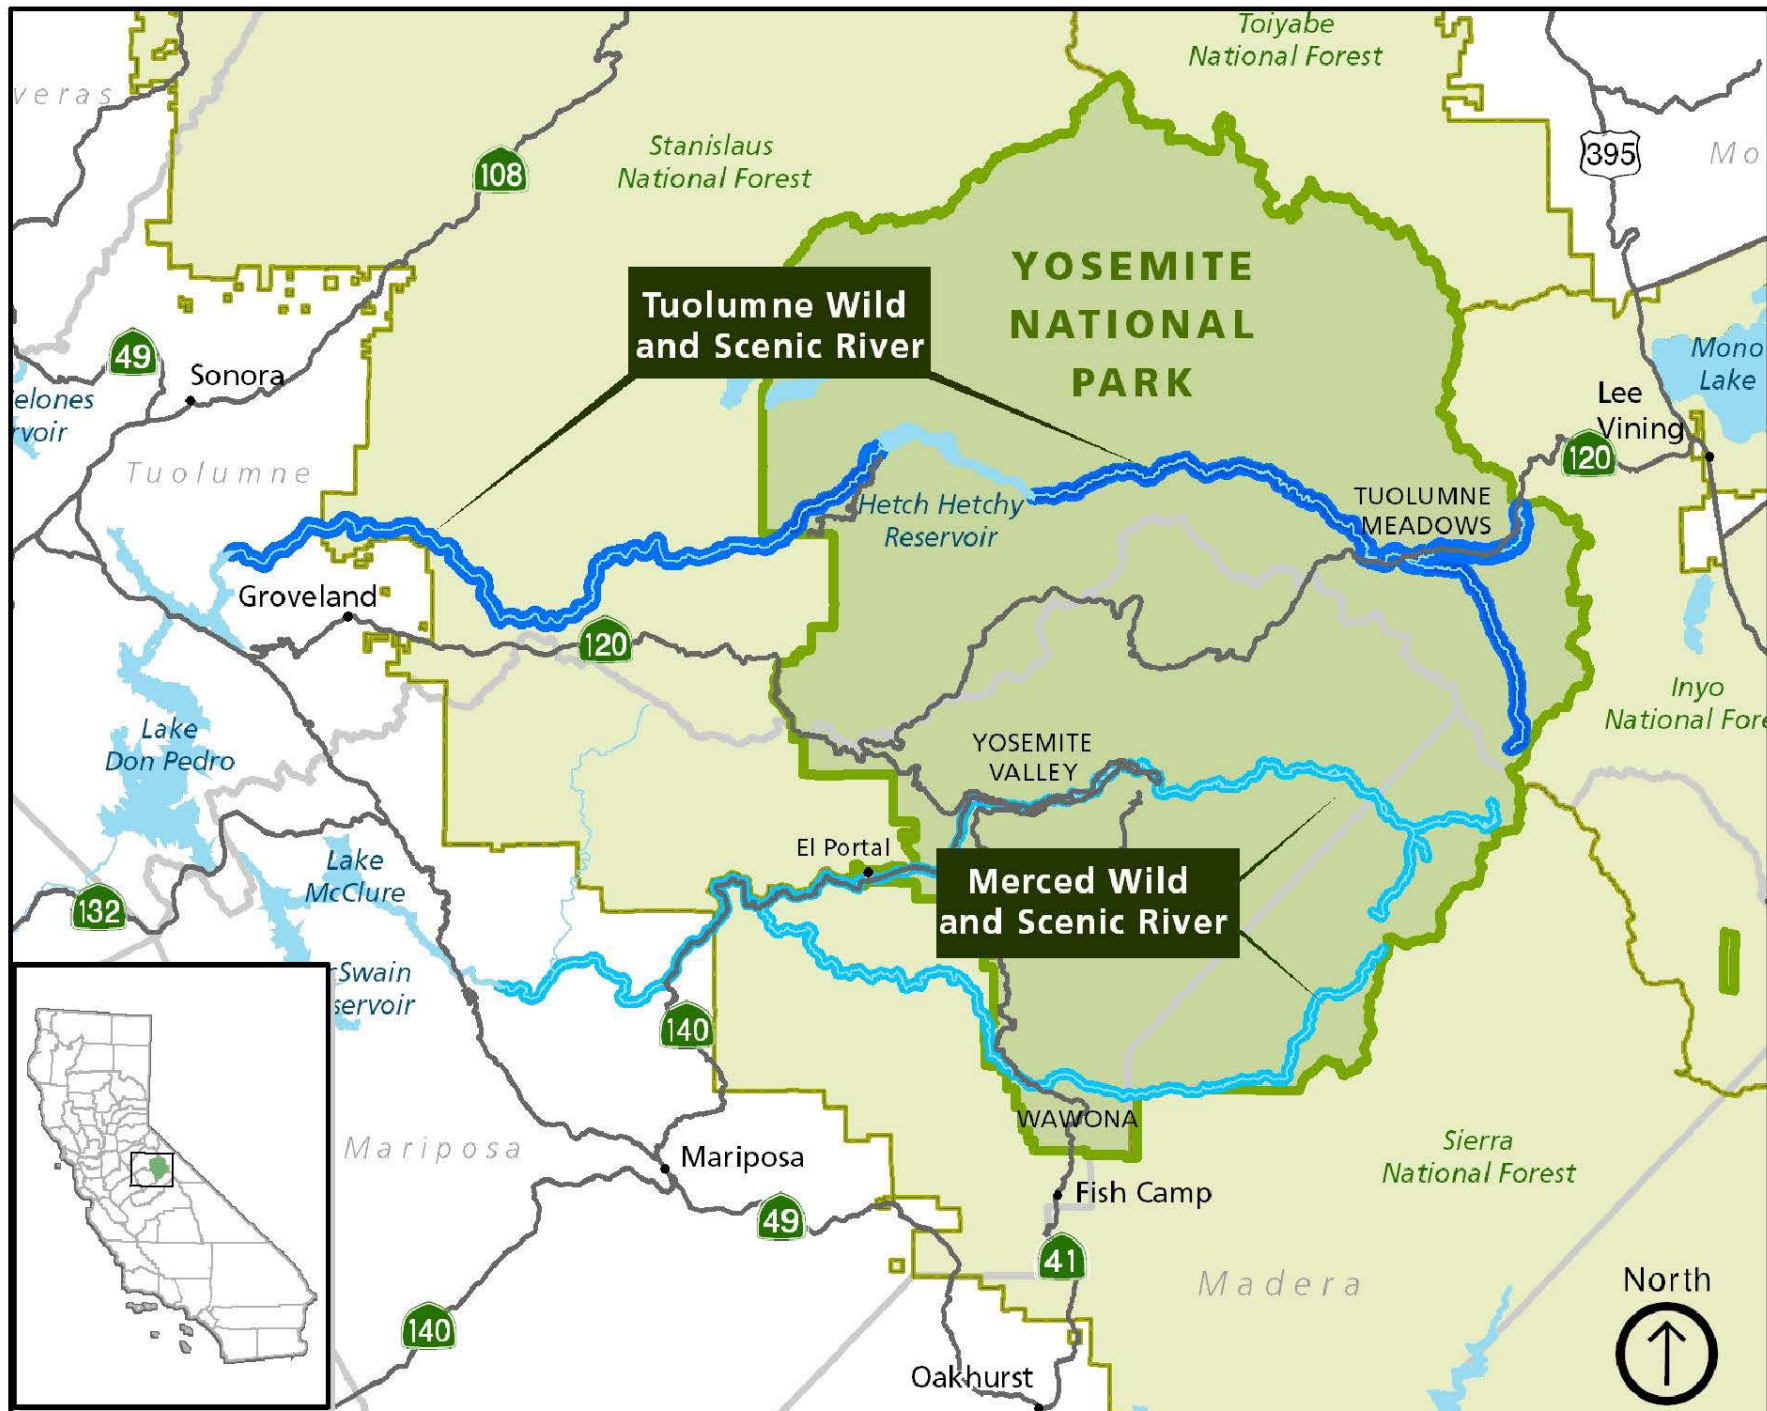 Toiyabe
National Forest
veras
395
Mo
Stanislaus
National Forest
108
YOSEMITE
NATIONAL
PARK
Tuolumne Wild
and Scenic River
49
Sonora
Mono
Lake
elones
rvoir
Lee
Vining
120
Tuolumne
Hetch Hetchy
Reservoir
TUOLUMNE
MEADOWS
Groveland
120
Inyo
National Fore
Lake
Don Pedro
YOSEMITE
VALLEY
El Portal
Lake
McClure
Merced Wild
and Scenic River
132
Swain
servoir
140
WAWONA
Mariposa
Mariposa
Sierra
National Forest
Fish Camp
49
41
Madera
North
140
Oakhurst